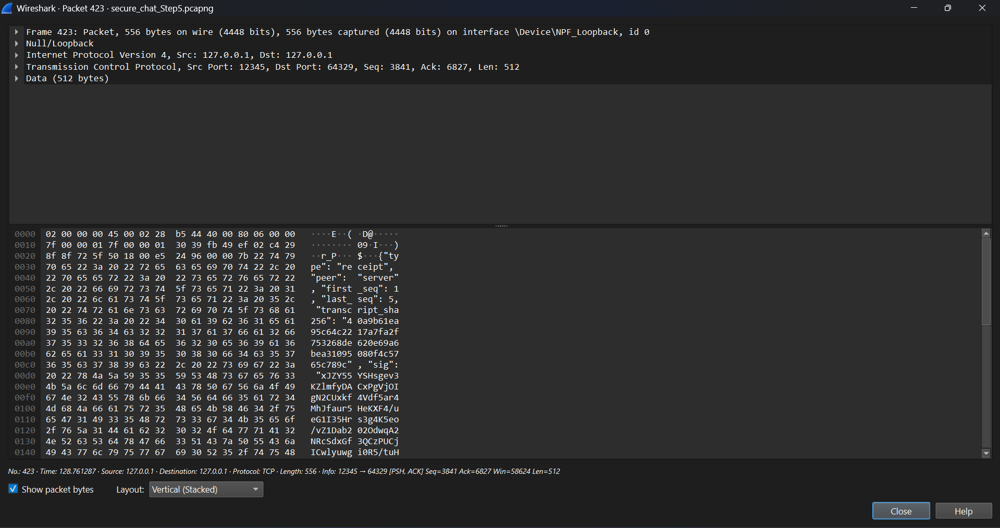 Wireshark · Packet 423 · secure_chat_Step5.pcapng
Frame 423: Packet, 556 bytes on wire (4448 bits), 556 bytes captured (4448 bits) on interface \Device\NPF_Loopback, id 0
Null/Loopback
Internet Protocol Version 4, Src: 127.0.0.1, Dst: 127.0.0.1
Transmission Control Protocol, Src Port: 12345, Dst Port: 64329, Seq: 3841, Ack: 6827, Len: 512
Data (512 bytes)
0000 02 00 00 00 45 00 02 28 b5 44 40 00 80 06 00 00 ····E··( ·D@·····
0010 7f 00 00 01 7f 00 00 01 30 39 fb 49 ef 02 c4 29 ········ 09·I···)
0020 8f 8f 72 5f 50 18 00 e5 24 96 00 00 7b 22 74 79 ··r_P··· $···{"ty
0030 70 65 22 3a 20 22 72 65 63 65 69 70 74 22 2c 20 pe": "re ceipt",
0040 22 70 65 65 72 22 3a 20 22 73 65 72 76 65 72 22 "peer": "server"
0050 2c 20 22 66 69 72 73 74 5f 73 65 71 22 3a 20 31 , "first _seq": 1
0060 2c 20 22 6c 61 73 74 5f 73 65 71 22 3a 20 35 2c , "last_ seq": 5,
0070 20 22 74 72 61 6e 73 63 72 69 70 74 5f 73 68 61 "transc ript_sha
0080 32 35 36 22 3a 20 22 34 30 61 39 62 36 31 65 61 256": "4 0a9b61ea
0090 39 35 63 36 34 63 32 32 31 37 61 37 66 61 32 66 95c64c22 17a7fa2f
00a0 37 35 33 32 36 38 64 65 36 32 30 65 36 39 61 36 753268de 620e69a6
00b0 62 65 61 33 31 30 39 35 30 38 30 66 34 63 35 37 bea31095 080f4c57
00c0 36 35 63 37 38 39 63 22 2c 20 22 73 69 67 22 3a 65c789c" , "sig":
00d0 20 22 78 4a 5a 59 35 35 59 53 48 73 67 65 76 33 "xJZY55 YSHsgev3
00e0 4b 5a 6c 6d 66 79 44 41 43 78 50 67 56 6a 4f 49 KZlmfyDA CxPgVjOI
00f0 67 4e 32 43 55 78 6b 66 34 56 64 66 35 61 72 34 gN2CUxkf 4Vdf5ar4
0100 4d 68 4a 66 61 75 72 35 48 65 4b 58 46 34 2f 75 MhJfaur5 HeKXF4/u
0110 65 47 31 49 33 35 48 72 73 33 67 34 4b 35 65 6f eG1I35Hr s3g4K5eo
0120 2f 76 5a 31 44 61 62 32 30 32 4f 64 77 71 41 32 /vZ1Dab2 02OdwqA2
0130 4e 52 63 53 64 78 47 66 33 51 43 7a 50 55 43 6a NRcSdxGf 3QCzPUCj
0140 49 43 77 6c 79 75 77 67 69 30 52 35 2f 74 75 48 ICwlyuwg i0R5/tuH
No.: 423 · Time: 128.761287 · Source: 127.0.0.1 · Destination: 127.0.0.1 · Protocol: TCP · Length: 556 · Info: 12345 → 64329 [PSH, ACK] Seq=3841 Ack=6827 Win=58624 Len=512
Show packet bytes Layout: Vertical (Stacked)
Close Help